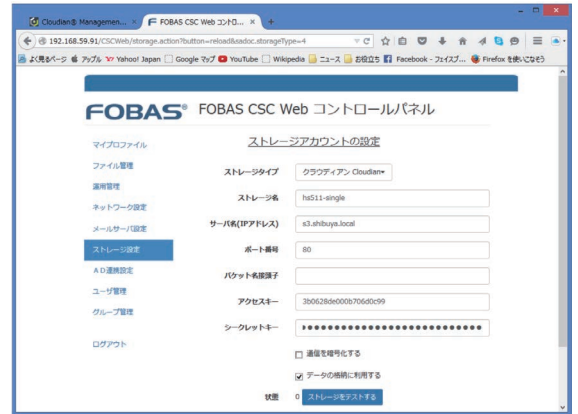 Cloudian® Managemen...
FOBAS CSC Web コントロ...
192.168.59.91/CSCWeb/storage.action?button=reload&sadoc.storageType=4
よく見るページ
アップル
Yahoo! Japan
Google マップ
YouTube
Wikipedia
ニュース
お役立ち
Facebook - フェイスブ...
Firefox を使いこなそう
FOBAS® FOBAS CSC Web コントロールパネル
マイプロファイル
ファイル管理
運用管理
ネットワーク設定
メールサーバ設定
ストレージ設定
AD連携設定
ユーザ管理
グループ管理
ログアウト
ストレージアカウントの設定
ストレージタイプ クラウディアン Cloudian
ストレージ名 hs511-single
サーバ名(IPアドレス) s3.shibuya.local
ポート番号 80
バケット名接頭子
アクセスキー 3b0628de000b706d0c99
シークレットキー
通信を暗号化する
データの格納に利用する
状態 0 ストレージをテストする